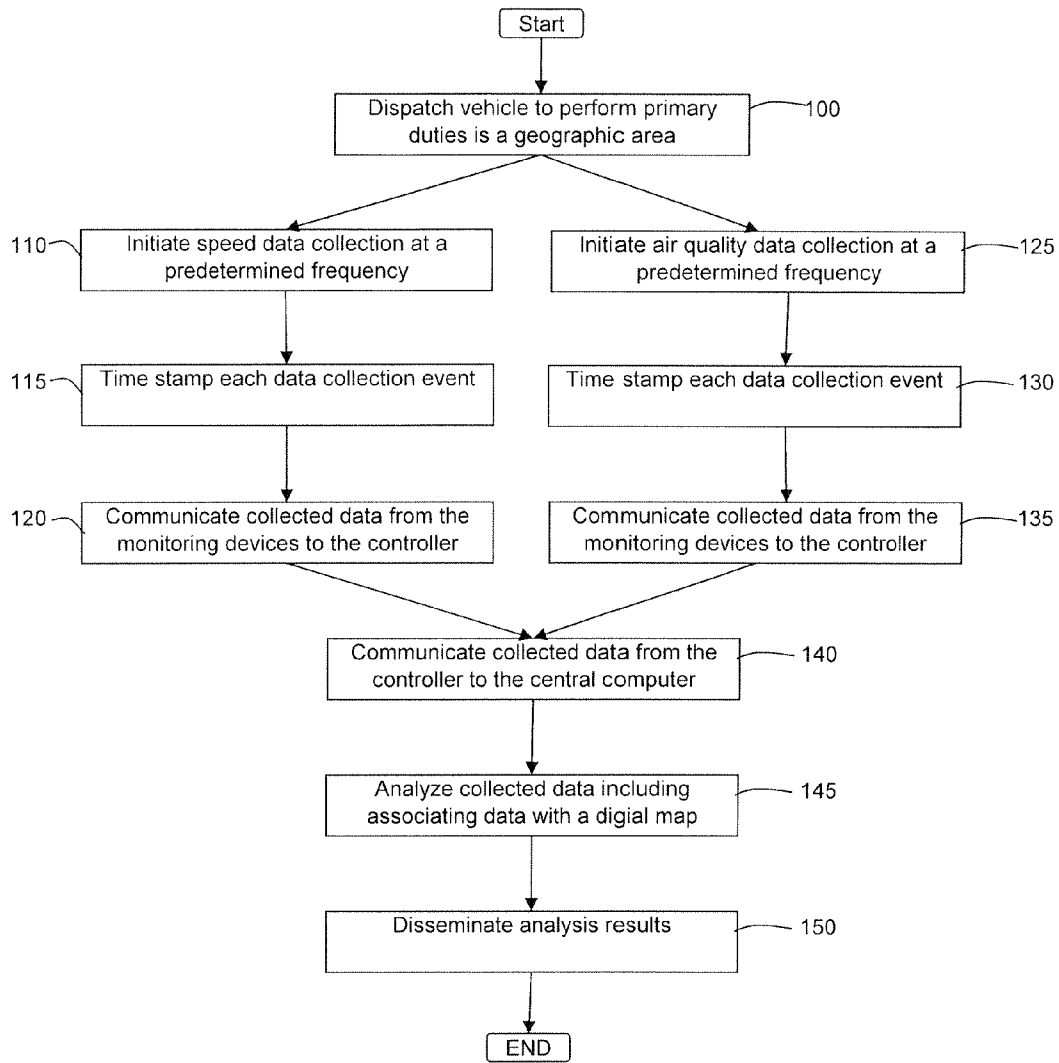 Start
Dispatch vehicle to perform primary
duties is a geographic area
100
110
Initiate speed data collection at a
predetermined frequency
Initiate air quality data collection at a
predetermined frequency
125
115
Time stamp each data collection event
Time stamp each data collection event
130
120
Communicate collected data from the
monitoring devices to the controller
Communicate collected data from the
monitoring devices to the controller
135
Communicate collected data from the
controller to the central computer
140
Analyze collected data including
associating data with a digial map
145
Disseminate analysis results
150
END